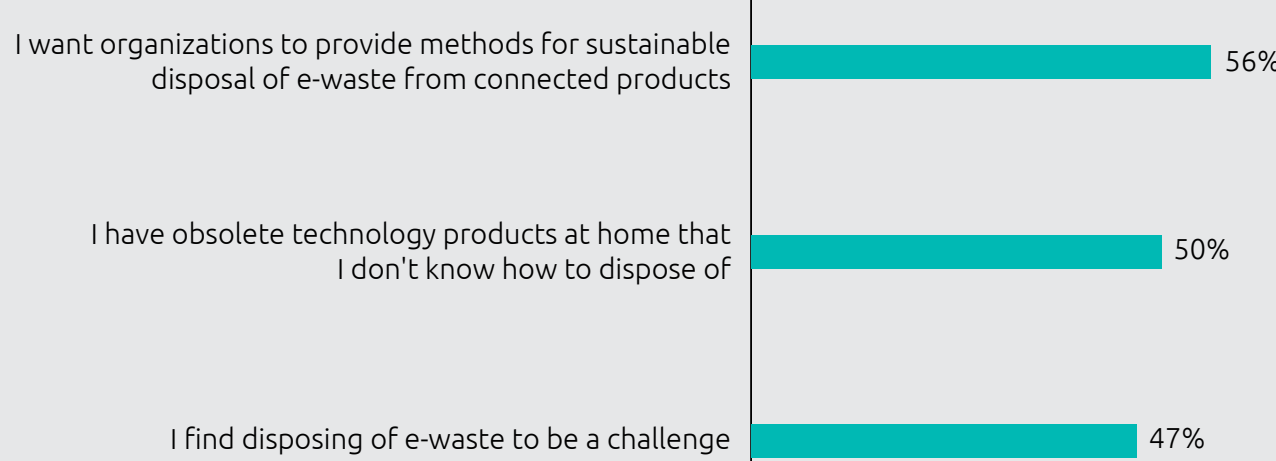 I want organizations to provide methods for sustainable
disposal of e-waste from connected products
56%
I have obsolete technology products at home that
I don't know how to dispose of
50%
I find disposing of e-waste to be a challenge
47%